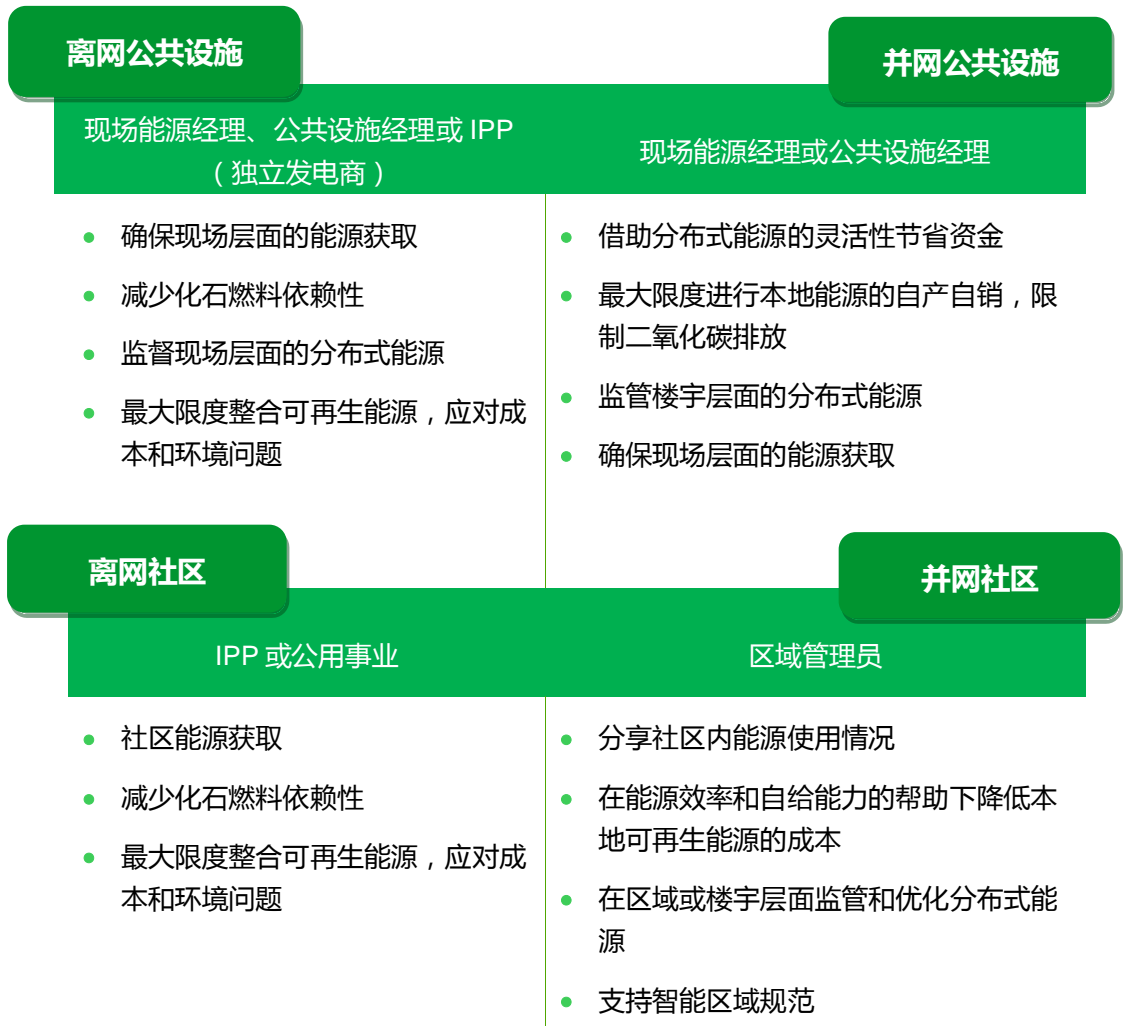 离网公共设施
并网公共设施
现场能源经理、公共设施经理或 IPP
（独立发电商）
现场能源经理或公共设施经理
确保现场层面的能源获取
减少化石燃料依赖性
监督现场层面的分布式能源
最大限度整合可再生能源，应对成
本和环境问题
借助分布式能源的灵活性节省资金
最大限度进行本地能源的自产自销，限
制二氧化碳排放
监管楼宇层面的分布式能源
确保现场层面的能源获取
离网社区
并网社区
IPP 或公用事业
区域管理员
社区能源获取
减少化石燃料依赖性
最大限度整合可再生能源，应对成
本和环境问题
分享社区内能源使用情况
在能源效率和自给能力的帮助下降低本
地可再生能源的成本
在区域或楼宇层面监管和优化分布式能
源
支持智能区域规范